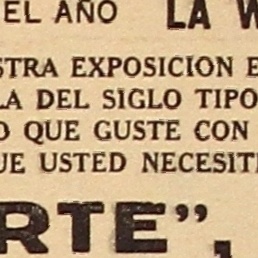 EL AÑO LA W
STRA EXPOSICION E
LA DEL SIGLO TIPO
O QUE GUSTE CON
UE USTED NECESIT
RTE”,